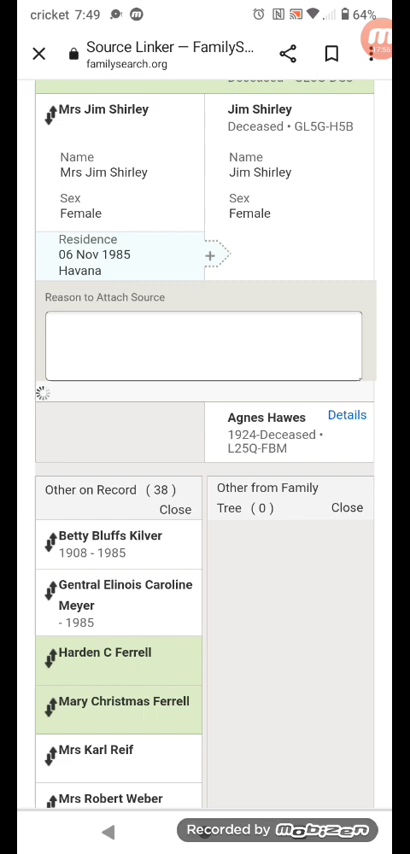 cricket 7:49
64%
Source Linker — FamilyS...
familysearch.org
17:56
Mrs Jim Shirley
Jim Shirley
Deceased • GL5G-H5B
Name
Mrs Jim Shirley
Name
Jim Shirley
Sex
Female
Sex
Female
Residence
06 Nov 1985
Havana
Reason to Attach Source
Agnes Hawes
Details
1924-Deceased •
L25Q-FBM
Other on Record ( 38 )
Close
Other from Family
Tree ( 0 )
Close
Betty Bluffs Kilver
1908 - 1985
Gentral Elinois Caroline
Meyer
- 1985
Harden C Ferrell
Mary Christmas Ferrell
Mrs Karl Reif
Mrs Robert Weber
Recorded by mobizen